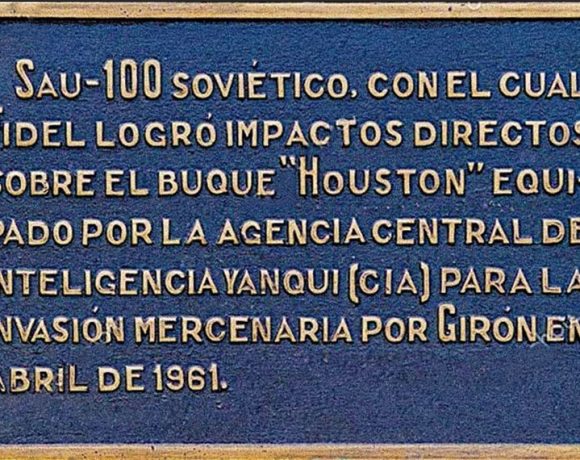 SAU-100 SOVIÉTICO, CON EL CUAL
IDEL LOGRÓ IMPACTOS DIRECTOS
SOBRE EL BUQUE "HOUSTON" EQUI-
PADO POR LA AGENCIA CENTRAL DE
NTELIGENCIA YANQUI (CIA) PARA LA
NVASIÓN MERCENARIA POR GIRÓN EN
ABRIL DE 1961.